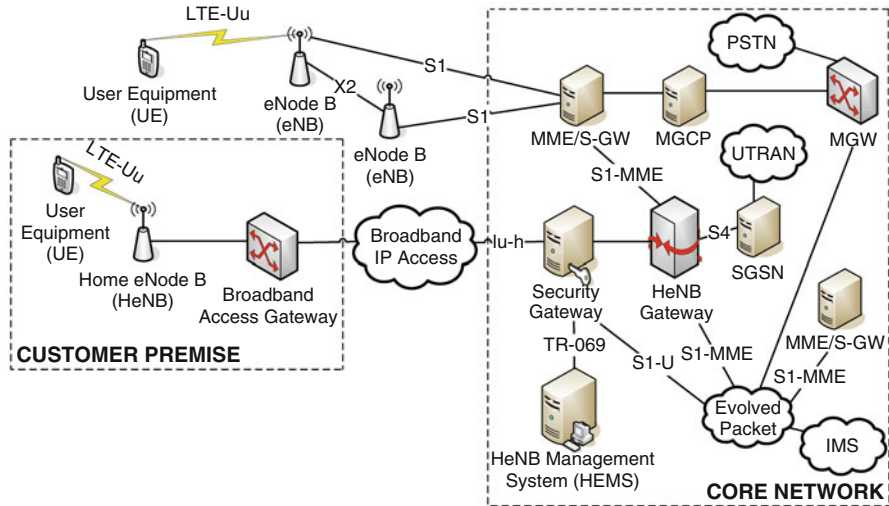 LTE-Uu
User Equipment
(UE)
eNode B
(eNB)
X2
S1
S1
eNode B
(eNB)
MME/S-GW
MGCP
PSTN
MGW
UTRAN
S1-MME
S4
SGSN
LTE-Uu
User
Equipment
(UE)
Home eNode B
(HeNB)
Broadband
Access Gateway
CUSTOMER PREMISE
Broadband
IP Access
Iu-h
Security
Gateway
HeNB
Gateway
TR-069
S1-U
S1-MME
MME/S-GW
S1-MME
Evolved
Packet
IMS
HeNB Management
System (HEMS)
CORE NETWORK